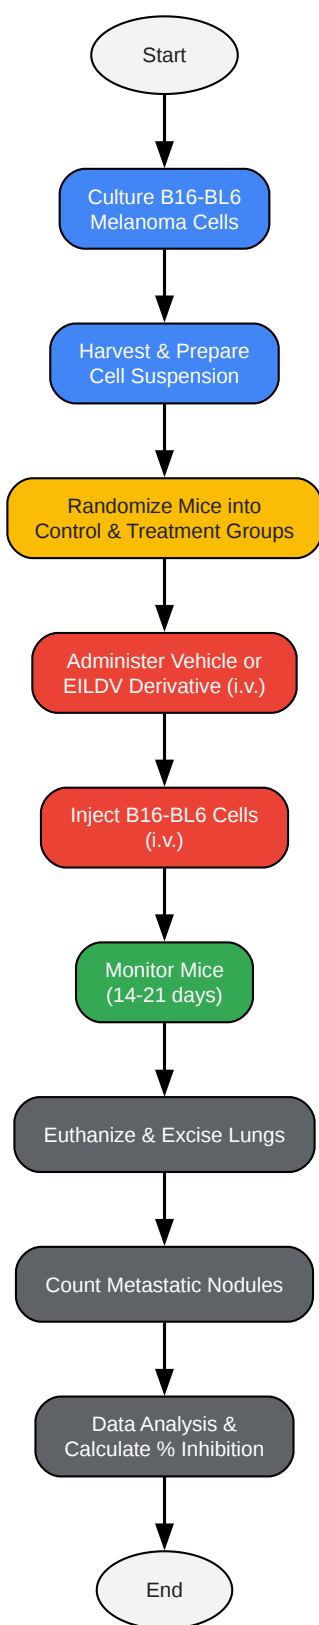 Start
Culture B16-BL6
Melanoma Cells
Harvest & Prepare
Cell Suspension
Randomize Mice into
Control & Treatment Groups
Administer Vehicle or
EILDV Derivative (i.v.)
Inject B16-BL6 Cells
(i.v.)
Monitor Mice
(14-21 days)
Euthanize & Excise Lungs
Count Metastatic Nodules
Data Analysis &
Calculate % Inhibition
End